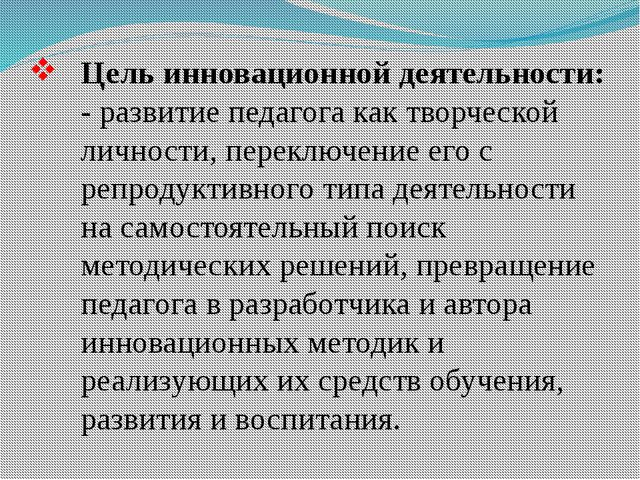 Цель инновационной деятельности:
- развитие педагога как творческой
личности, переключение его с
репродуктивного типа деятельности
на самостоятельный поиск
методических решений, превращение
педагога в разработчика и автора
инновационных методик и
реализующих их средств обучения,
развития и воспитания.